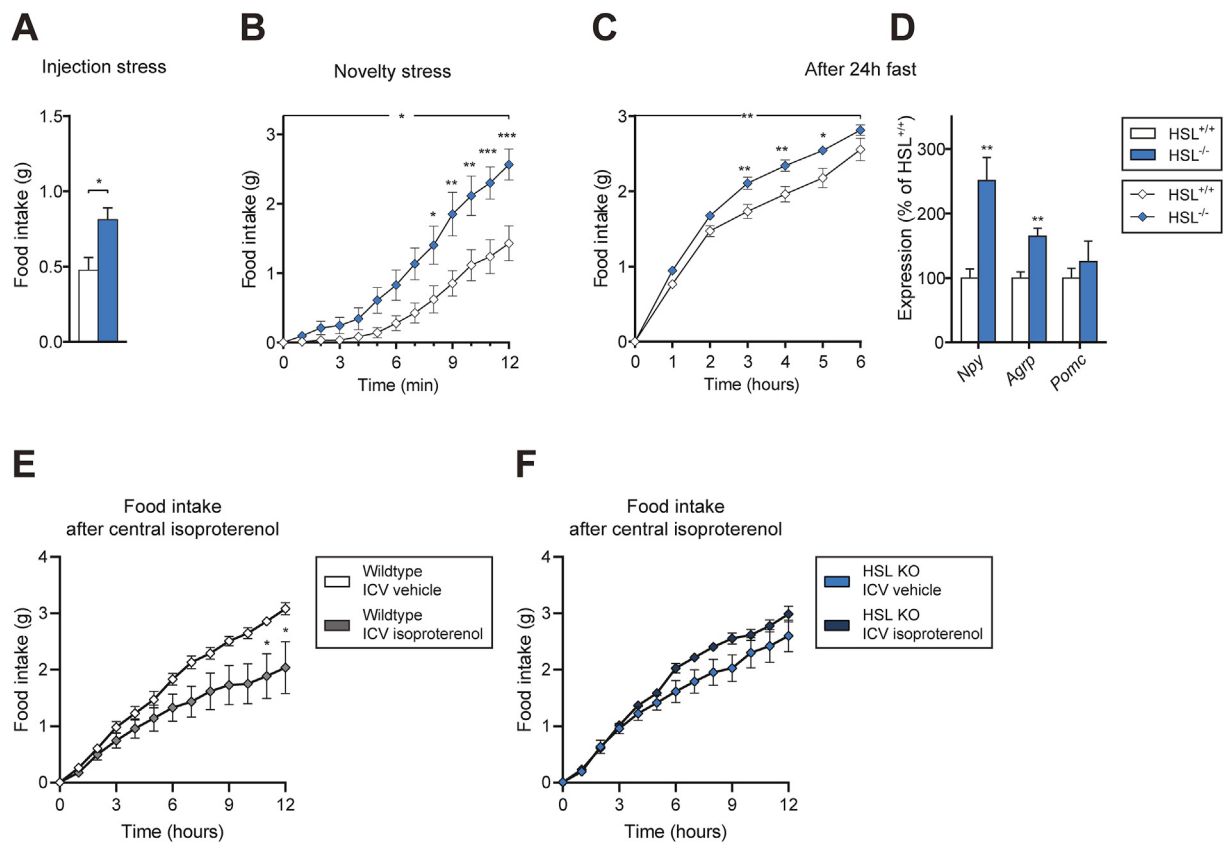 A
Injection stress
Food intake (g)
1.5
1.0
0.5
0.0
*
B
Novelty stress
Food intake (g)
3
2
1
0
*
*
**
**
***
***
0 3 6 9 12
Time (min)
C
After 24h fast
Food intake (g)
3
2
1
0
**
**
**
*
0 1 2 3 4 5 6
Time (hours)
D
Expression (% of HSL+/+)
300
200
100
0
**
**
Npy Agrp Pomc
HSL+/+
HSL-/-
HSL+/+
HSL-/-
E
Food intake
after central isoproterenol
Food intake (g)
4
3
2
1
0
*
*
0 3 6 9 12
Time (hours)
Wildtype
ICV vehicle
Wildtype
ICV isoproterenol
F
Food intake
after central isoproterenol
Food intake (g)
4
3
2
1
0
0 3 6 9 12
Time (hours)
HSL KO
ICV vehicle
HSL KO
ICV isoproterenol